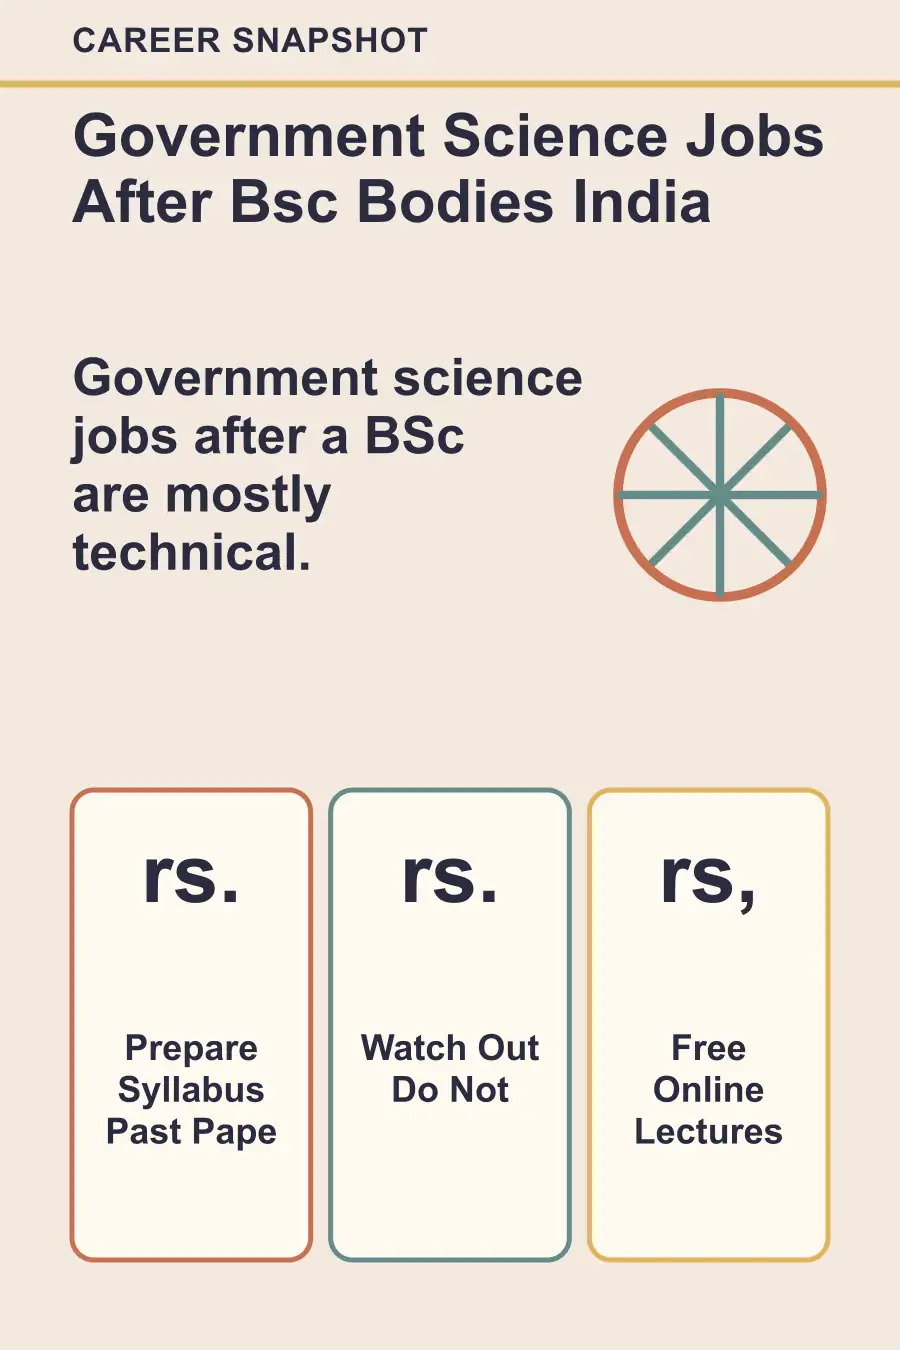 CAREER SNAPSHOT
Government Science Jobs
After Bsc Bodies India
Government science
jobs after a BSc
are mostly
technical.
rs.
Prepare
Syllabus
Past Pape
rs.
Watch Out
Do Not
rs,
Free
Online
Lectures